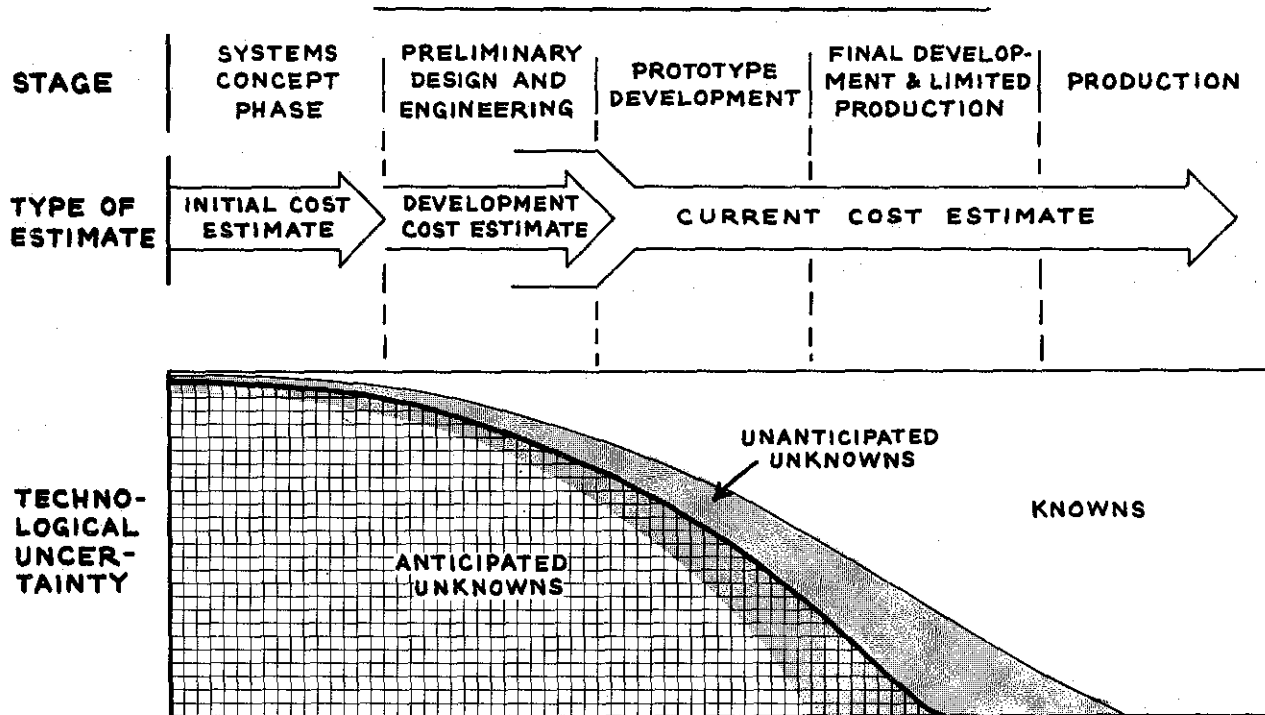 STAGE
SYSTEMS
CONCEPT
PHASE
PRELIMINARY
DESIGN AND
ENGINEERING
PROTOTYPE
DEVELOPMENT
FINAL DEVELOP-
MENT & LIMITED
PRODUCTION
PRODUCTION
TYPE OF
ESTIMATE
INITIAL COST
ESTIMATE
DEVELOPMENT
COST ESTIMATE
CURRENT COST ESTIMATE
TECHNO-
LOGICAL
UNCER-
TAINTY
UNANTICIPATED
UNKNOWNS
KNOWNS
ANTICIPATED
UNKNOWNS